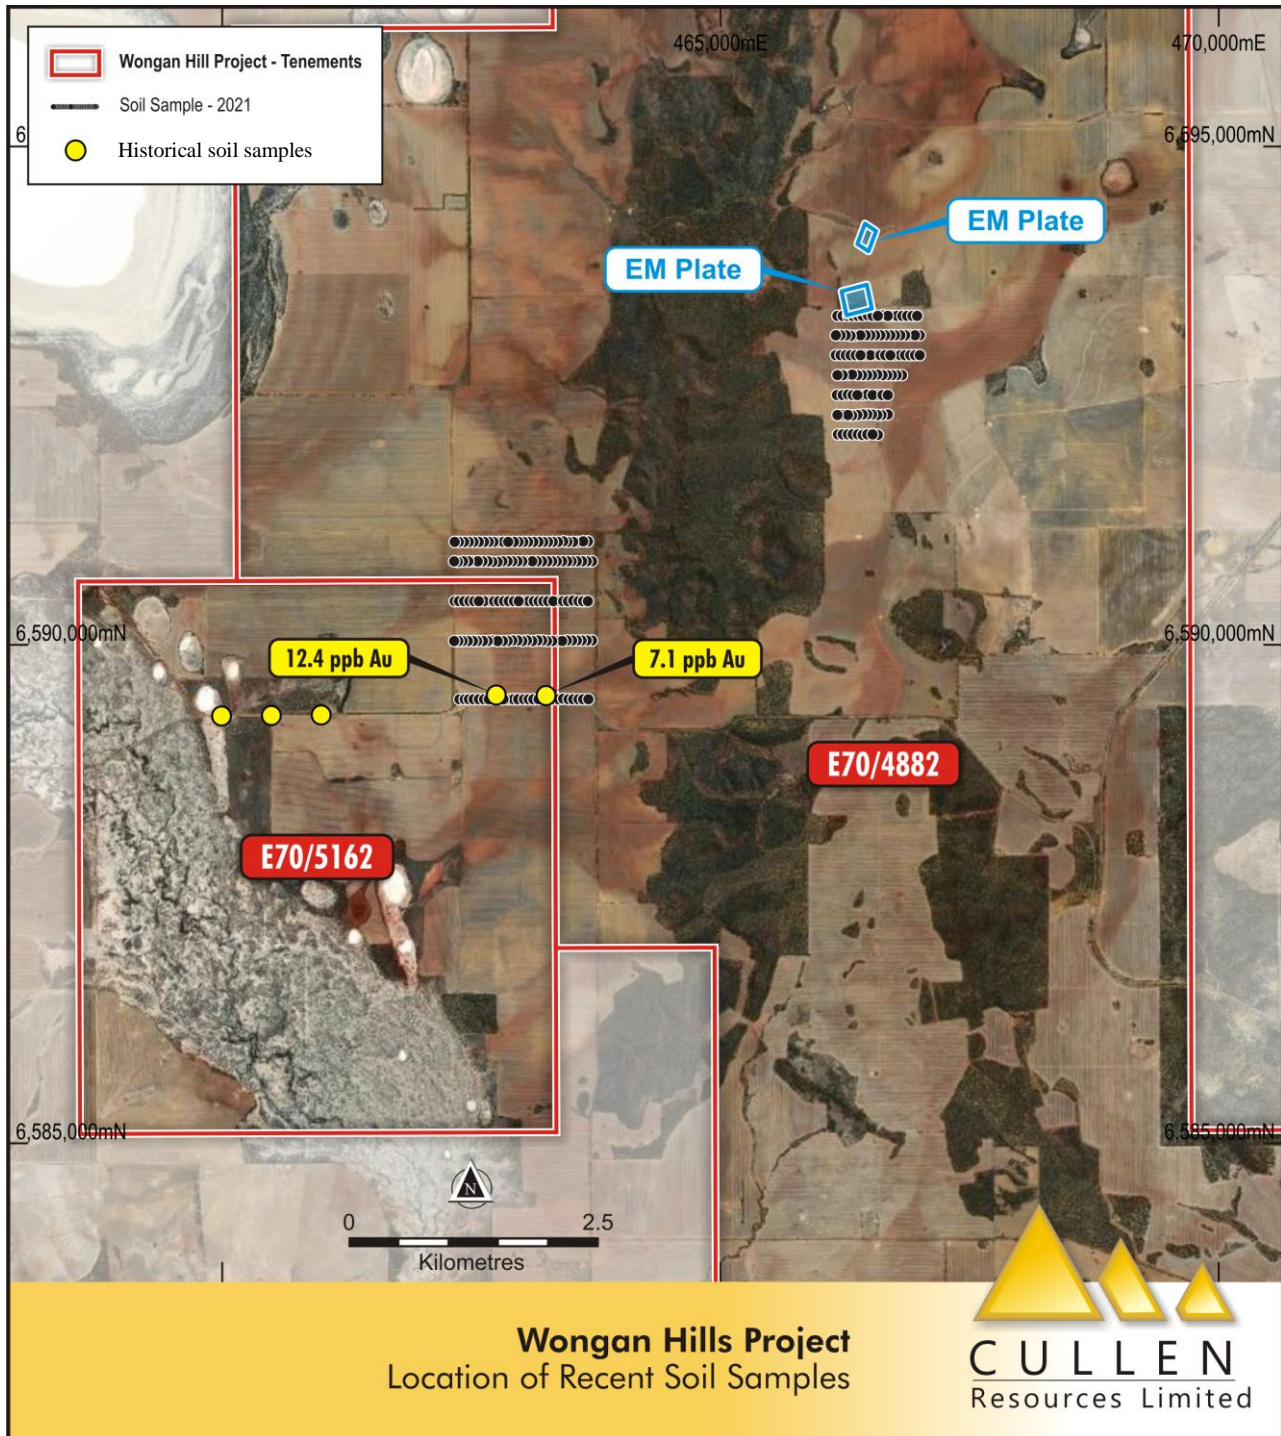 465,000mE
470,000mE
Wongan Hill Project - Tenements
Soil Sample - 2021
Historical soil samples
6
6,595,000mN
EM Plate
EM Plate
6,590,000mN
6,590,000mN
12.4 ppb Au
7.1 ppb Au
E70/4882
E70/5162
6,585,000mN
6,585,000mN
N
0
2.5
Kilometres
Wongan Hills Project
Location of Recent Soil Samples
CULLEN
Resources Limited